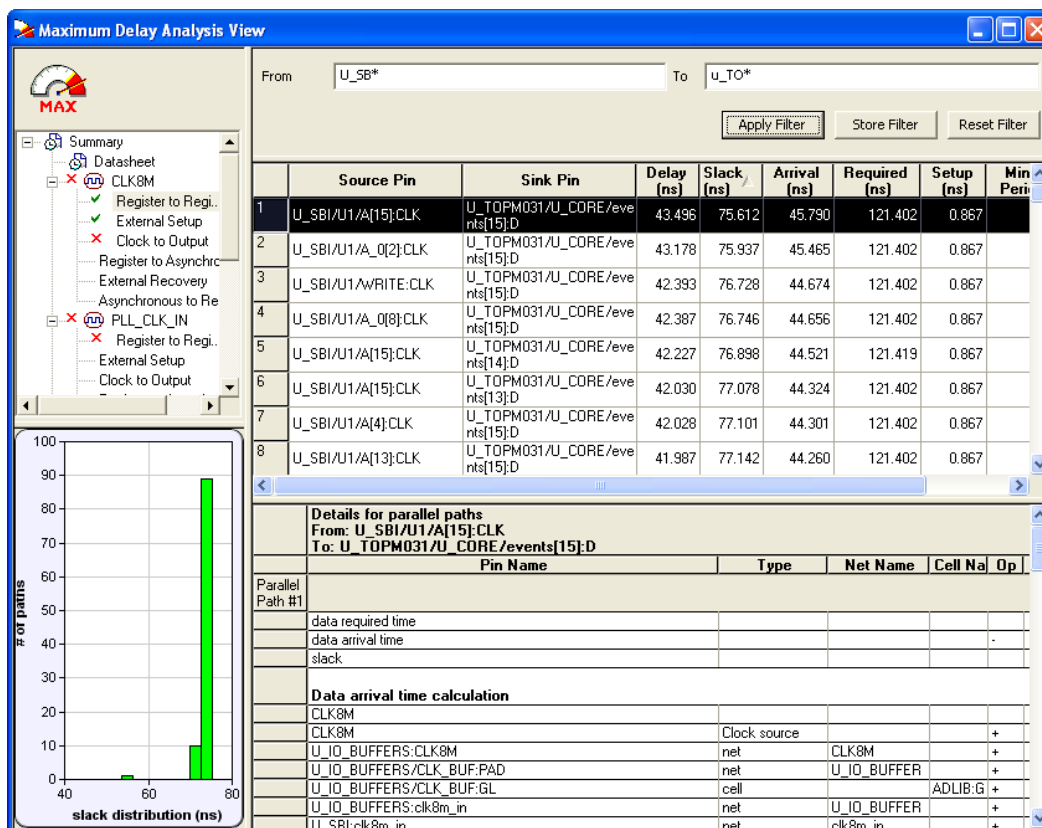 Maximum Delay Analysis View
MAX
From U_SB* To u_TO*
Apply Filter Store Filter Reset Filter
Summary
Datasheet
CLK8M
Register to Regi..
External Setup
Clock to Output
Register to Asynchro
External Recovery
Asynchronous to Re
PLL_CLK_IN
Register to Regi..
External Setup
Clock to Output
Source Pin Sink Pin Delay (ns) Slack (ns) Arrival (ns) Required (ns) Setup (ns) Min Peri
1 U_SBI/U1/A[15]:CLK U_TOPM031/U_CORE/events[15]:D 43.496 75.612 45.790 121.402 0.867
2 U_SBI/U1/A_0[2]:CLK U_TOPM031/U_CORE/events[15]:D 43.178 75.937 45.465 121.402 0.867
3 U_SBI/U1/WRITE:CLK U_TOPM031/U_CORE/events[15]:D 42.393 76.728 44.674 121.402 0.867
4 U_SBI/U1/A_0[8]:CLK U_TOPM031/U_CORE/events[15]:D 42.387 76.746 44.656 121.402 0.867
5 U_SBI/U1/A[15]:CLK U_TOPM031/U_CORE/events[14]:D 42.227 76.898 44.521 121.419 0.867
6 U_SBI/U1/A[15]:CLK U_TOPM031/U_CORE/events[13]:D 42.030 77.078 44.324 121.402 0.867
7 U_SBI/U1/A[4]:CLK U_TOPM031/U_CORE/events[15]:D 42.028 77.101 44.301 121.402 0.867
8 U_SBI/U1/A[13]:CLK U_TOPM031/U_CORE/events[15]:D 41.987 77.142 44.260 121.402 0.867
100
90
80
70
60
50
40
30
20
10
0
# of paths
40 60 80
slack distribution (ns)
Details for parallel paths
From: U_SBI/U1/A[15]:CLK
To: U_TOPM031/U_CORE/events[15]:D
Pin Name Type Net Name Cell Na Op
Parallel Path #1
data required time
data arrival time -
slack
Data arrival time calculation
CLK8M
CLK8M Clock source +
U_IO_BUFFERS:CLK8M net CLK8M +
U_IO_BUFFERS/CLK_BUF:PAD net U_IO_BUFFER +
U_IO_BUFFERS/CLK_BUF:GL cell ADLIB:G +
U_IO_BUFFERS:clk8m_in net U_IO_BUFFER +
U_SBI:clk8m_in net clk8m_in +